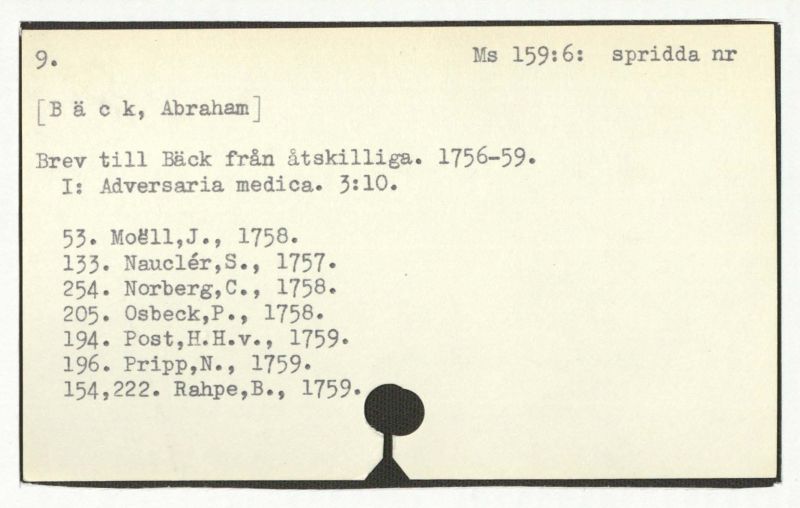 9. Ms 159:6: spridda nr
[B ä c k, Abraham]
Brev till Bäck från åtskilliga. 1756-59.
I: Adversaria medica. 3:10.
53. Moëll,J., 1758.
133. Nauclér,S., 1757.
254. Norberg,C., 1758.
205. Osbeck,P., 1758.
194. Post,H.H.v., 1759.
196. Pripp,N., 1759.
154,222. Rahpe,B., 1759.